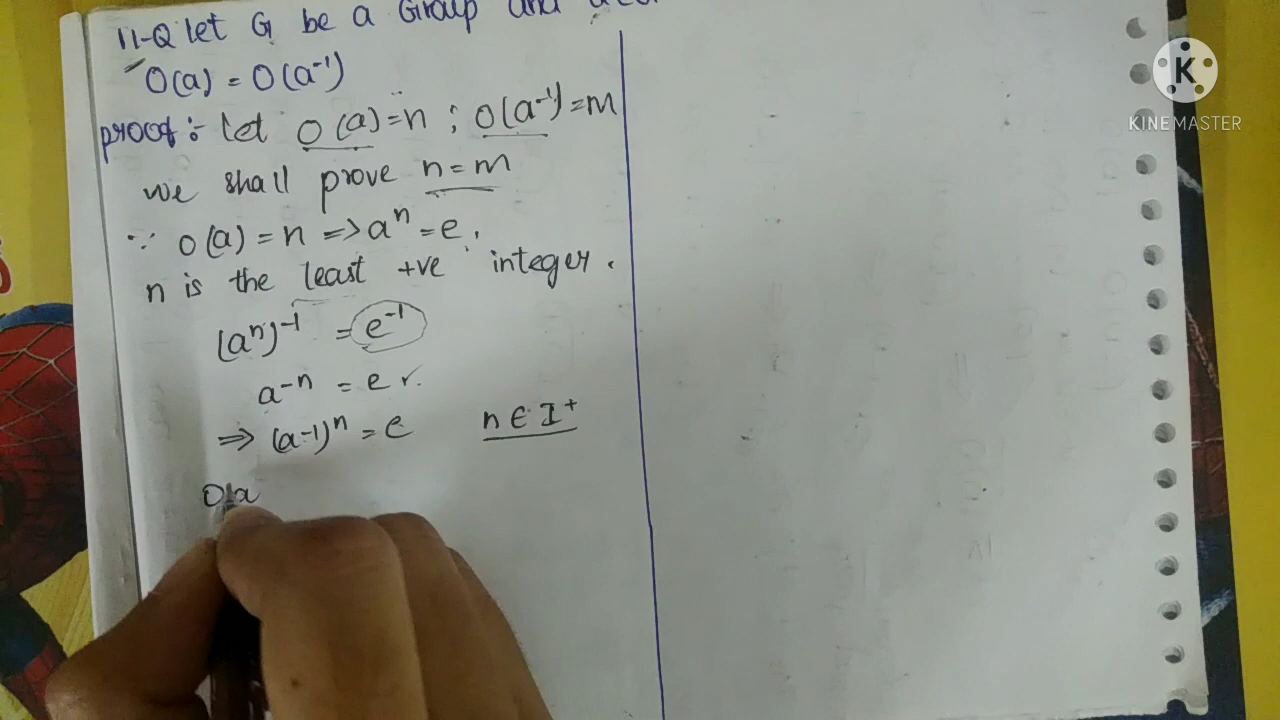 11-Q let G be a Group and
O(a) = O(a⁻¹)
proof :- let O(a)=n ; O(a⁻¹)=m
we shall prove n=m
∵ O(a) = n => aⁿ = e.
n is the least +ve integer.
(aⁿ)⁻¹ = e⁻¹
a⁻ⁿ = e
=> (a-1)ⁿ = e n ∈ I⁺
O(a
K
KINEMASTER